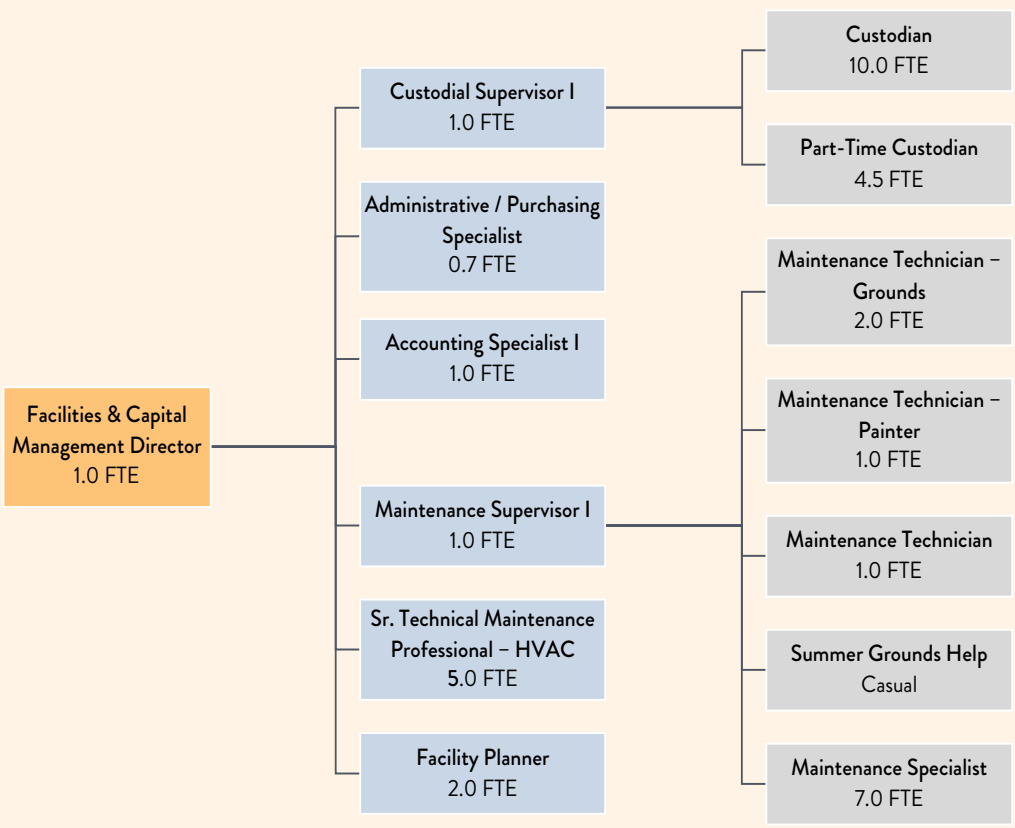 Facilities & Capital
Management Director
1.0 FTE
Custodial Supervisor I
1.0 FTE
Administrative / Purchasing
Specialist
0.7 FTE
Accounting Specialist I
1.0 FTE
Maintenance Supervisor I
1.0 FTE
Sr. Technical Maintenance
Professional – HVAC
5.0 FTE
Facility Planner
2.0 FTE
Custodian
10.0 FTE
Part-Time Custodian
4.5 FTE
Maintenance Technician –
Grounds
2.0 FTE
Maintenance Technician –
Painter
1.0 FTE
Maintenance Technician
1.0 FTE
Summer Grounds Help
Casual
Maintenance Specialist
7.0 FTE